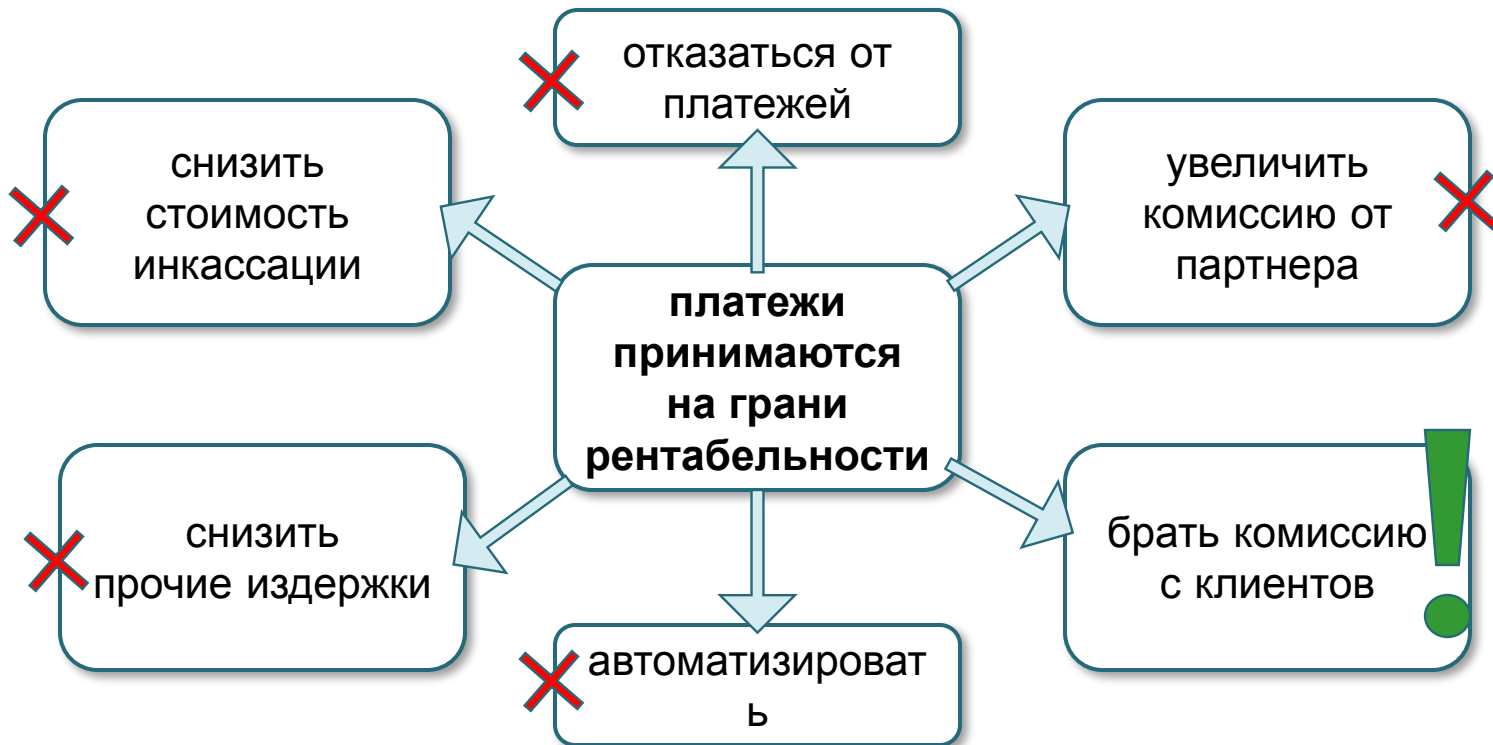 отказаться от
платежей
снизить
стоимость
инкассации
увеличить
комиссию от
партнера
платежи
принимаются
на грани
рентабельности
снизить
прочие издержки
брать комиссию
с клиентов
автоматизироват
ь